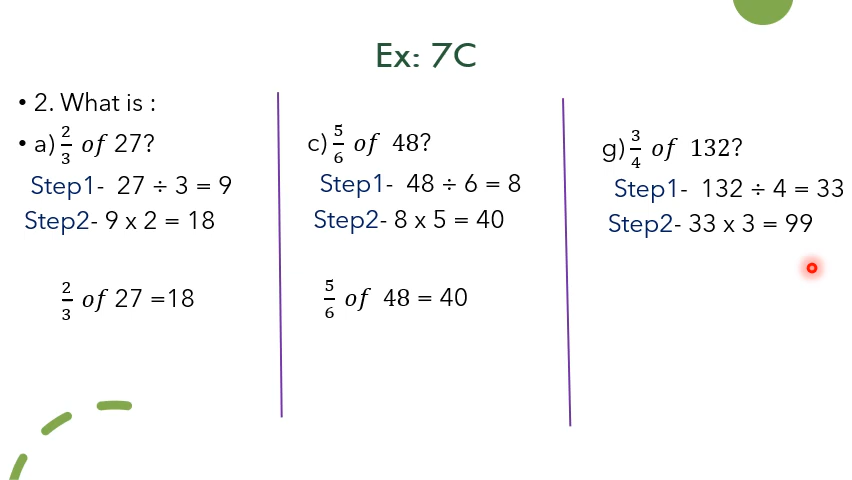 Ex: 7C
• 2. What is :
• a) 2/3 of 27?
Step1- 27 ÷ 3 = 9
Step2- 9 x 2 = 18
2/3 of 27 =18
c) 5/6 of 48?
Step1- 48 ÷ 6 = 8
Step2- 8 x 5 = 40
5/6 of 48 = 40
g) 3/4 of 132?
Step1- 132 ÷ 4 = 33
Step2- 33 x 3 = 99